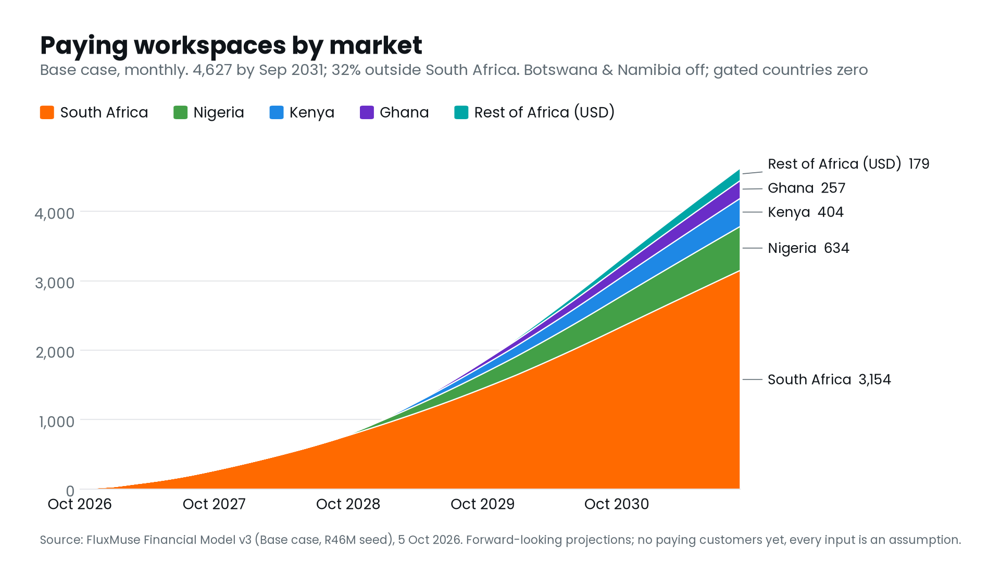 Paying workspaces by market
Base case, monthly. 4,627 by Sep 2031; 32% outside South Africa. Botswana & Namibia off; gated countries zero
South Africa Nigeria Kenya Ghana Rest of Africa (USD)
Rest of Africa (USD) 179
Ghana 257
Kenya 404
4,000
Nigeria 634
3,000
2,000
South Africa 3,154
1,000
0
Oct 2026 Oct 2027 Oct 2028 Oct 2029 Oct 2030
Source: FluxMuse Financial Model v3 (Base case, R46M seed), 5 Oct 2026. Forward-looking projections; no paying customers yet, every input is an assumption.